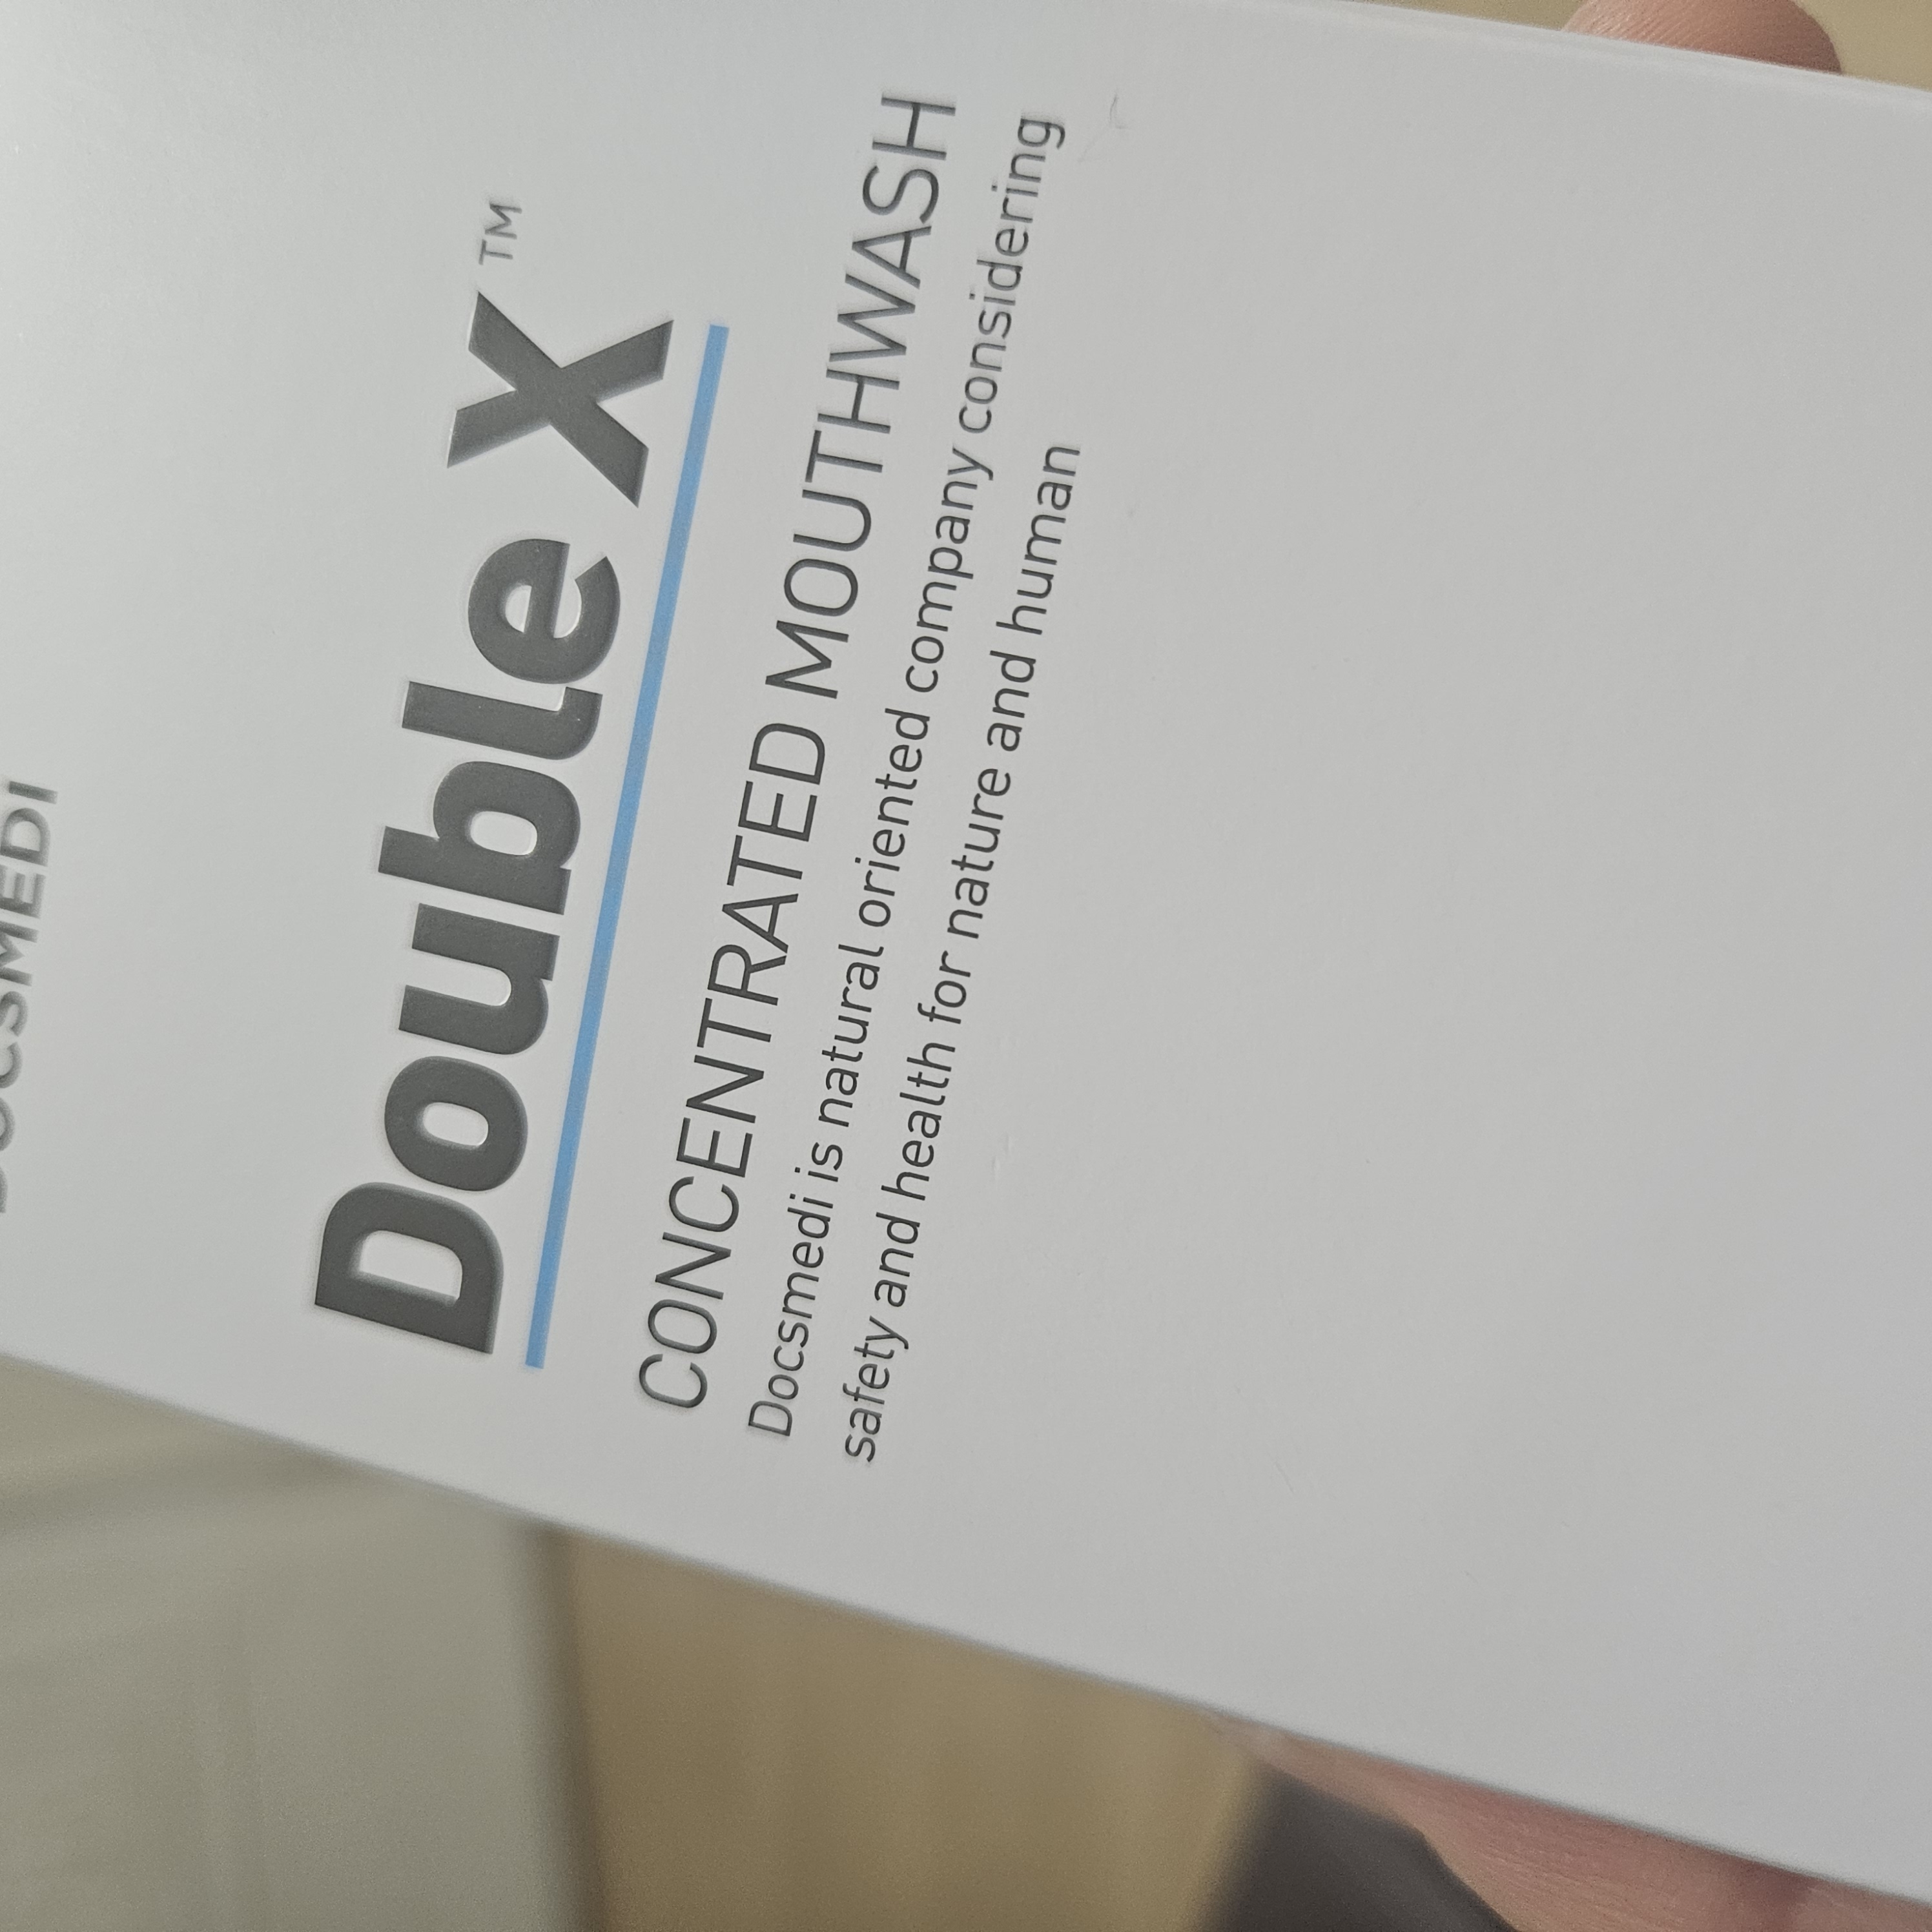 DOCSMEDI
Double X™
CONCENTRATED MOUTHWASH
Docsmedi is natural oriented company considering
safety and health for nature and human